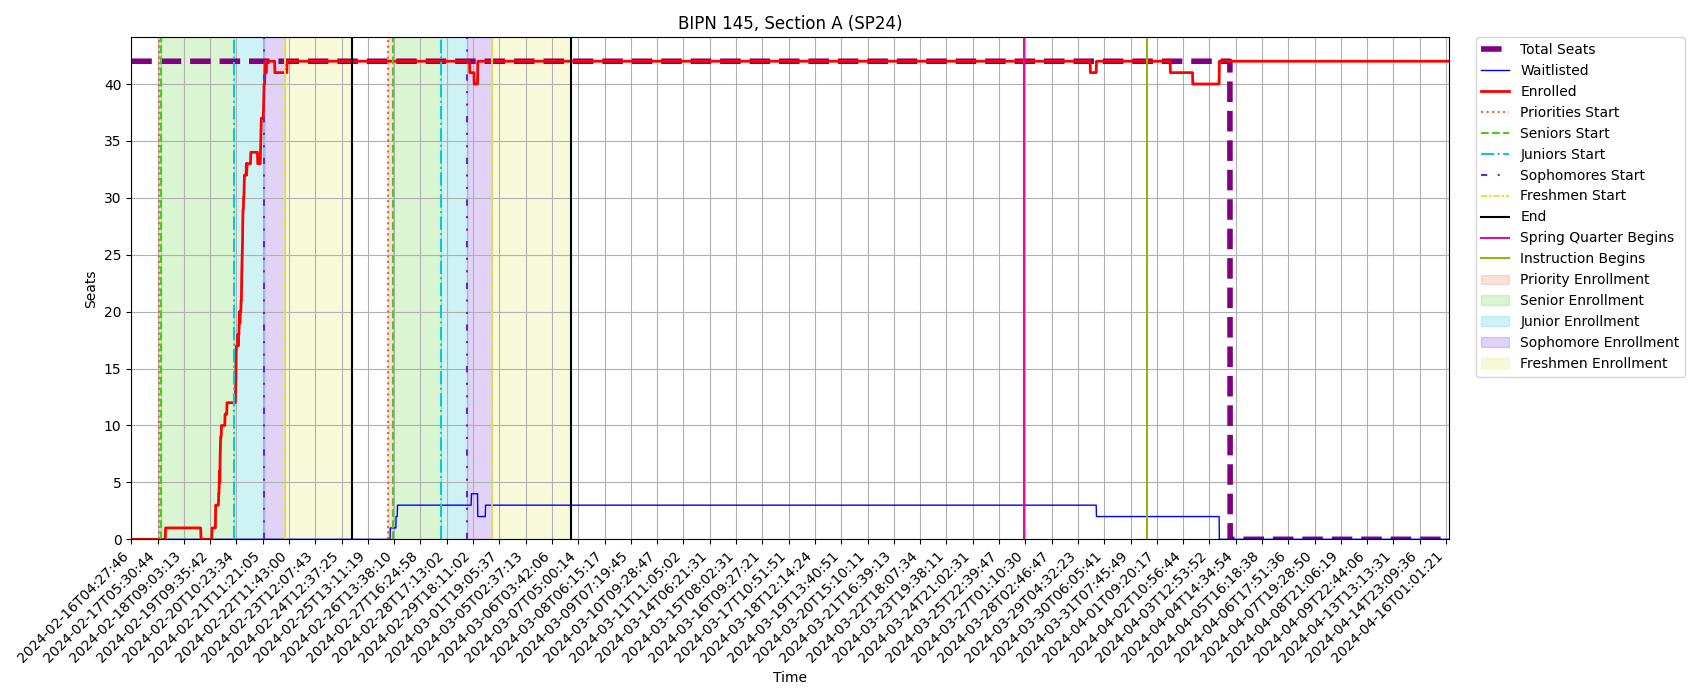 BIPN 145, Section A (SP24)
Seats
40
35
30
25
20
15
10
5
0
2024-02-16T04:27:46
2024-02-17T05:30:44
2024-02-18T09:03:13
2024-02-19T09:35:42
2024-02-20T10:23:34
2024-02-21T11:21:05
2024-02-22T11:43:00
2024-02-23T12:07:43
2024-02-24T12:37:25
2024-02-25T13:11:19
2024-02-26T13:38:10
2024-02-27T16:24:58
2024-02-28T17:13:02
2024-02-29T18:11:02
2024-03-01T19:05:37
2024-03-05T02:37:13
2024-03-06T03:42:06
2024-03-07T05:00:14
2024-03-08T06:15:17
2024-03-09T07:19:45
2024-03-10T09:28:47
2024-03-11T11:05:02
2024-03-14T06:21:31
2024-03-15T08:02:31
2024-03-16T09:27:21
2024-03-17T10:51:51
2024-03-18T12:14:24
2024-03-19T13:40:51
2024-03-20T15:10:11
2024-03-21T16:39:13
2024-03-22T18:07:34
2024-03-23T19:38:11
2024-03-24T21:02:31
2024-03-25T22:39:47
2024-03-27T01:10:30
2024-03-28T02:46:47
2024-03-29T04:32:23
2024-03-30T06:05:41
2024-03-31T07:45:49
2024-04-01T09:20:17
2024-04-02T10:56:44
2024-04-03T12:53:52
2024-04-04T14:34:54
2024-04-05T16:18:38
2024-04-06T17:51:36
2024-04-07T19:28:50
2024-04-08T21:06:19
2024-04-09T22:44:06
2024-04-13T13:13:31
2024-04-14T23:09:36
2024-04-16T01:01:21
Time
Total Seats
Waitlisted
Enrolled
Priorities Start
Seniors Start
Juniors Start
Sophomores Start
Freshmen Start
End
Spring Quarter Begins
Instruction Begins
Priority Enrollment
Senior Enrollment
Junior Enrollment
Sophomore Enrollment
Freshmen Enrollment